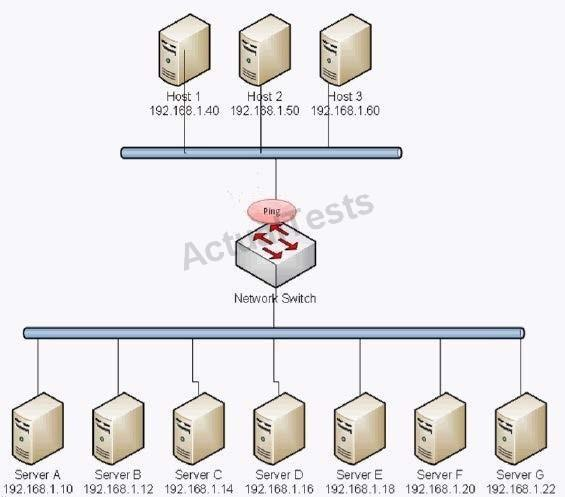 Host 1
192.168.1.40
Host 2
192.168.1.50
Host 3
192.168.1.60
Ping
ActualTests
Network Switch
Server A
192.168.1.10
Server B
192.168.1.12
Server C
192.168.1.14
Server D
192.168.1.16
Server E
192.168.1.18
Server F
192.168.1.20
Server G
192.168.1.22